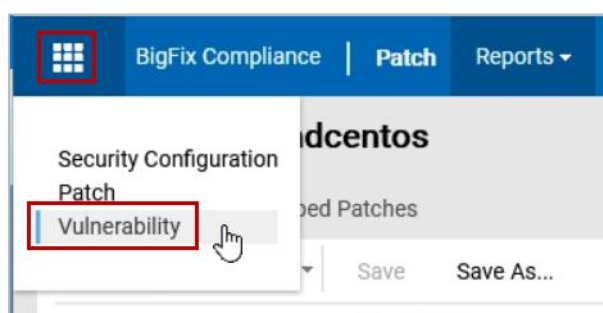 BigFix Compliance | Patch Reports
dcentos
Security Configuration
Patch
Vulnerability
ped Patches
Save Save As...